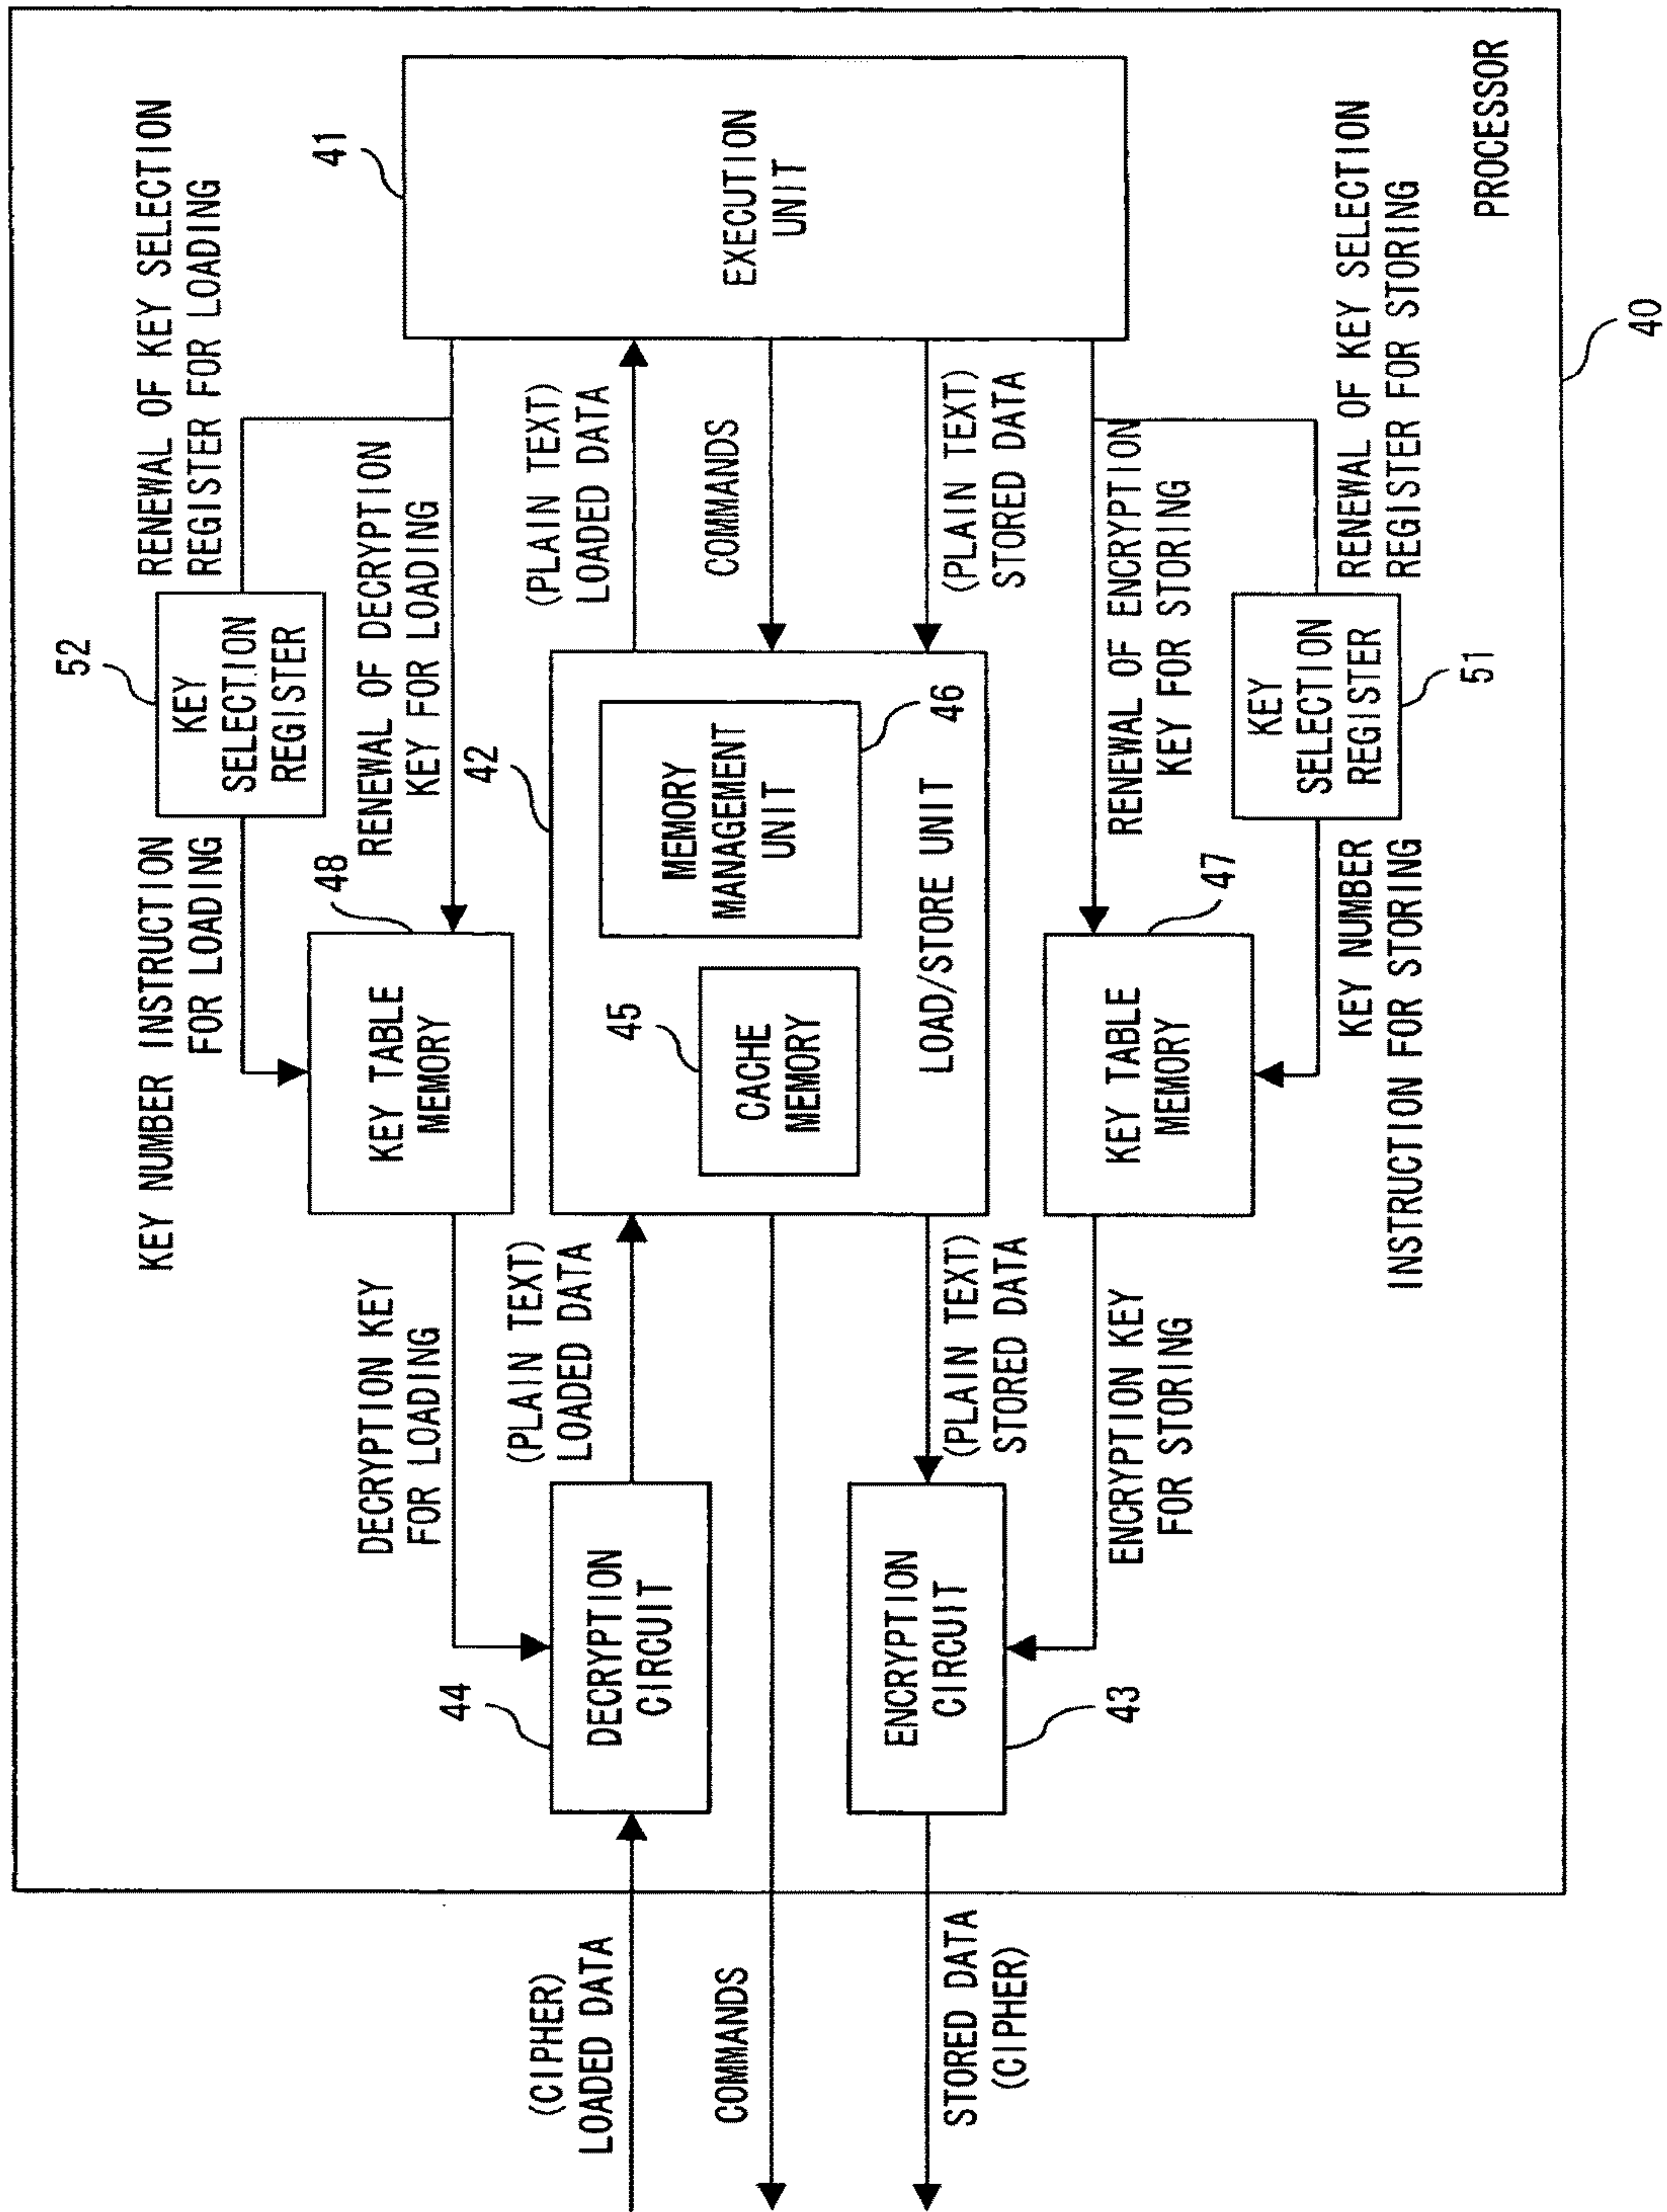 (CIPHER)
LOADED DATA
COMMANDS
STORED DATA
(CIPHER)
44
DECRYPTION
CIRCUIT
ENCRYPTION
CIRCUIT
43
DECRYPTION KEY
FOR LOADING
(PLAIN TEXT)
LOADED DATA
(PLAIN TEXT)
STORED DATA
ENCRYPTION KEY
FOR STORING
KEY NUMBER INSTRUCTION
FOR LOADING
48
KEY TABLE
MEMORY
42
45
CACHE
MEMORY
MEMORY
MANAGEMENT
UNIT
46
LOAD/STORE UNIT
KEY TABLE
MEMORY
47
KEY NUMBER
INSTRUCTION FOR STORING
52
KEY
SELECTION
REGISTER
KEY
SELECTION
REGISTER
51
RENEWAL OF KEY SELECTION
REGISTER FOR LOADING
RENEWAL OF DECRYPTION
KEY FOR LOADING
(PLAIN TEXT)
LOADED DATA
COMMANDS
(PLAIN TEXT)
STORED DATA
RENEWAL OF ENCRYPTION
KEY FOR STORING
RENEWAL OF KEY SELECTION
REGISTER FOR STORING
41
EXECUTION
UNIT
PROCESSOR
40